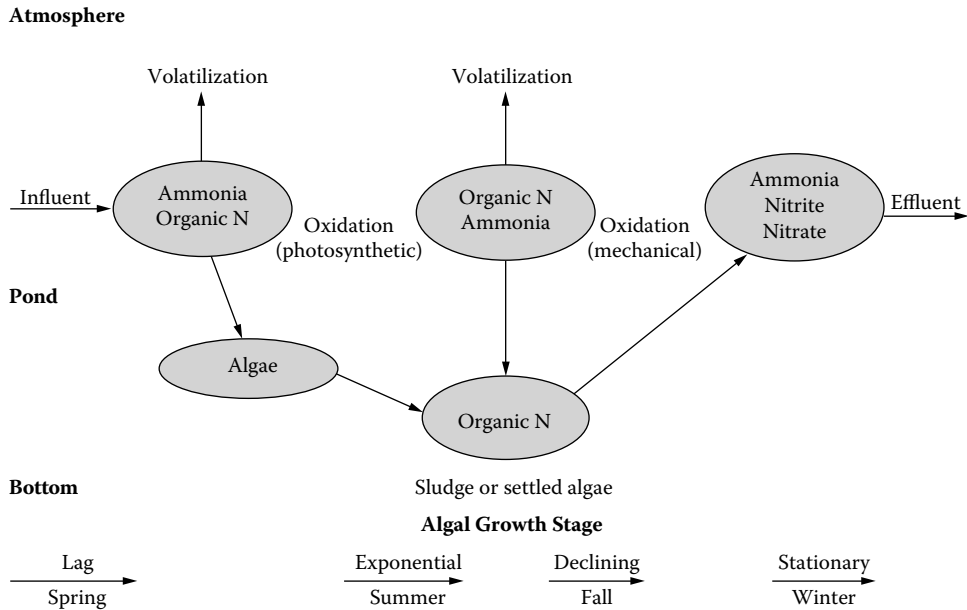 Atmosphere
Volatilization
Volatilization
Influent
Ammonia
Organic N
Oxidation
(photosynthetic)
Organic N
Ammonia
Oxidation
(mechanical)
Ammonia
Nitrite
Nitrate
Effluent
Pond
Algae
Organic N
Bottom
Sludge or settled algae
Algal Growth Stage
Lag
Spring
Exponential
Summer
Declining
Fall
Stationary
Winter